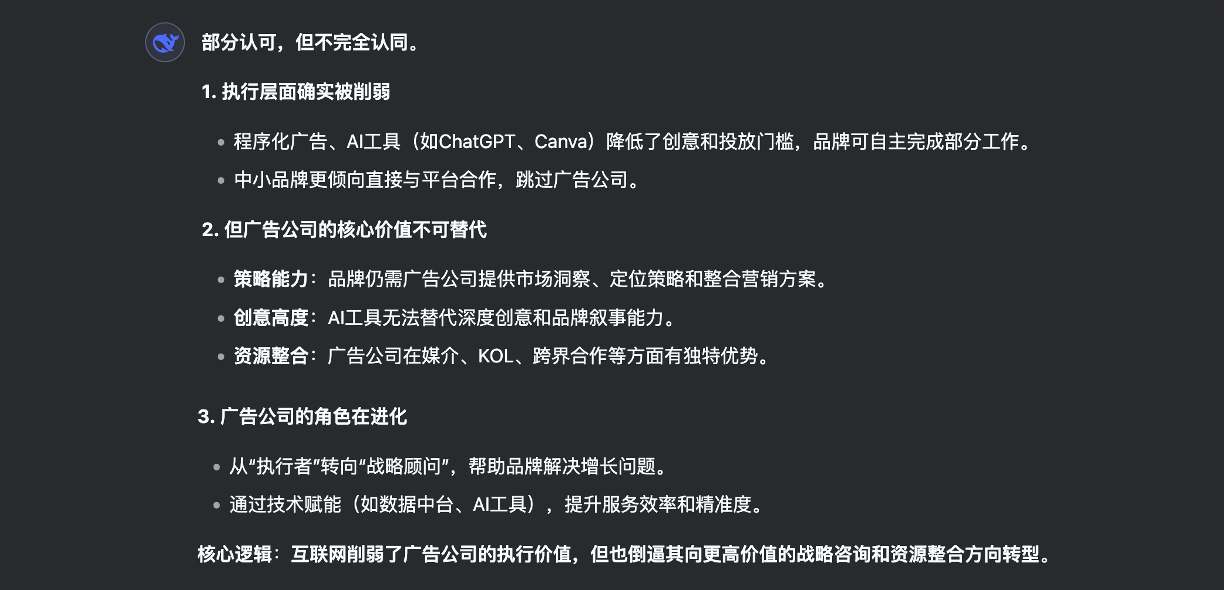 部分认可，但不完全认同。
1. 执行层面确实被削弱
• 程序化广告、AI工具（如ChatGPT、Canva）降低了创意和投放门槛，品牌可自主完成部分工作。
• 中小品牌更倾向直接与平台合作，跳过广告公司。
2. 但广告公司的核心价值不可替代
• 策略能力：品牌仍需广告公司提供市场洞察、定位策略和整合营销方案。
• 创意高度：AI工具无法替代深度创意和品牌叙事能力。
• 资源整合：广告公司在媒介、KOL、跨界合作等方面有独特优势。
3. 广告公司的角色在进化
• 从“执行者”转向“战略顾问”，帮助品牌解决增长问题。
• 通过技术赋能（如数据中台、AI工具），提升服务效率和精准度。
核心逻辑：互联网削弱了广告公司的执行价值，但也倒逼其向更高价值的战略咨询和资源整合方向转型。